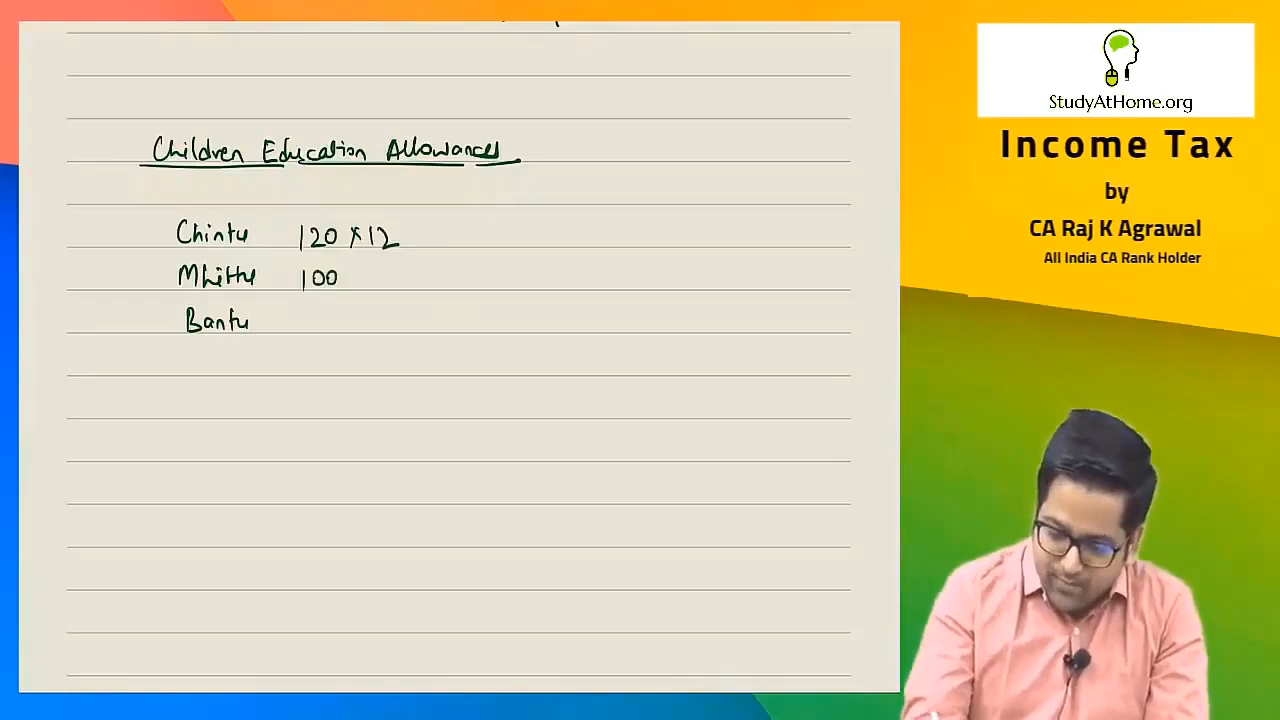 Children Education Allowances
Chintu 120 × 12
Mhittu 100
Bantu
StudyAtHome.org
Income Tax
by
CA Raj K Agrawal
All India CA Rank Holder